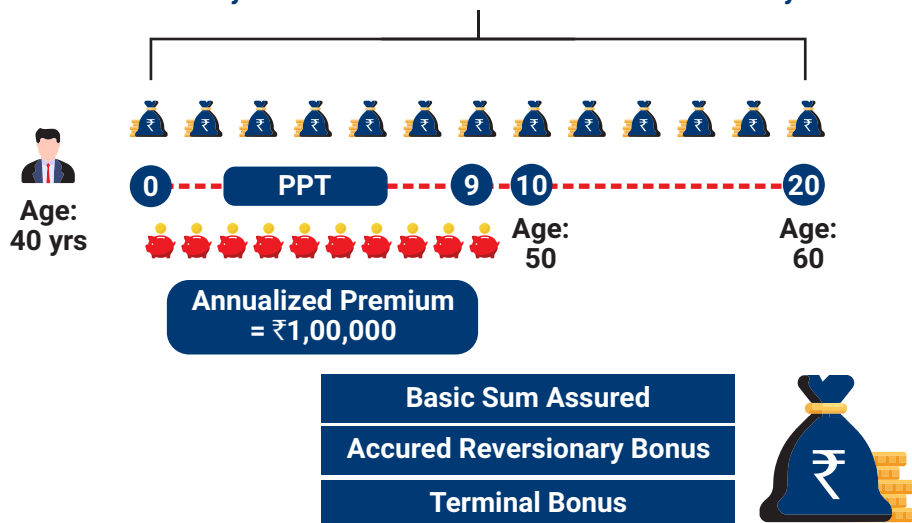 ₹ ₹ ₹ ₹ ₹ ₹ ₹ ₹ ₹ ₹ ₹ ₹ ₹
0 PPT 9 10 20
Age:
40 yrs
Age:
50
Age:
60
Annualized Premium
= ₹1,00,000
Basic Sum Assured
Accured Reversionary Bonus
Terminal Bonus
₹